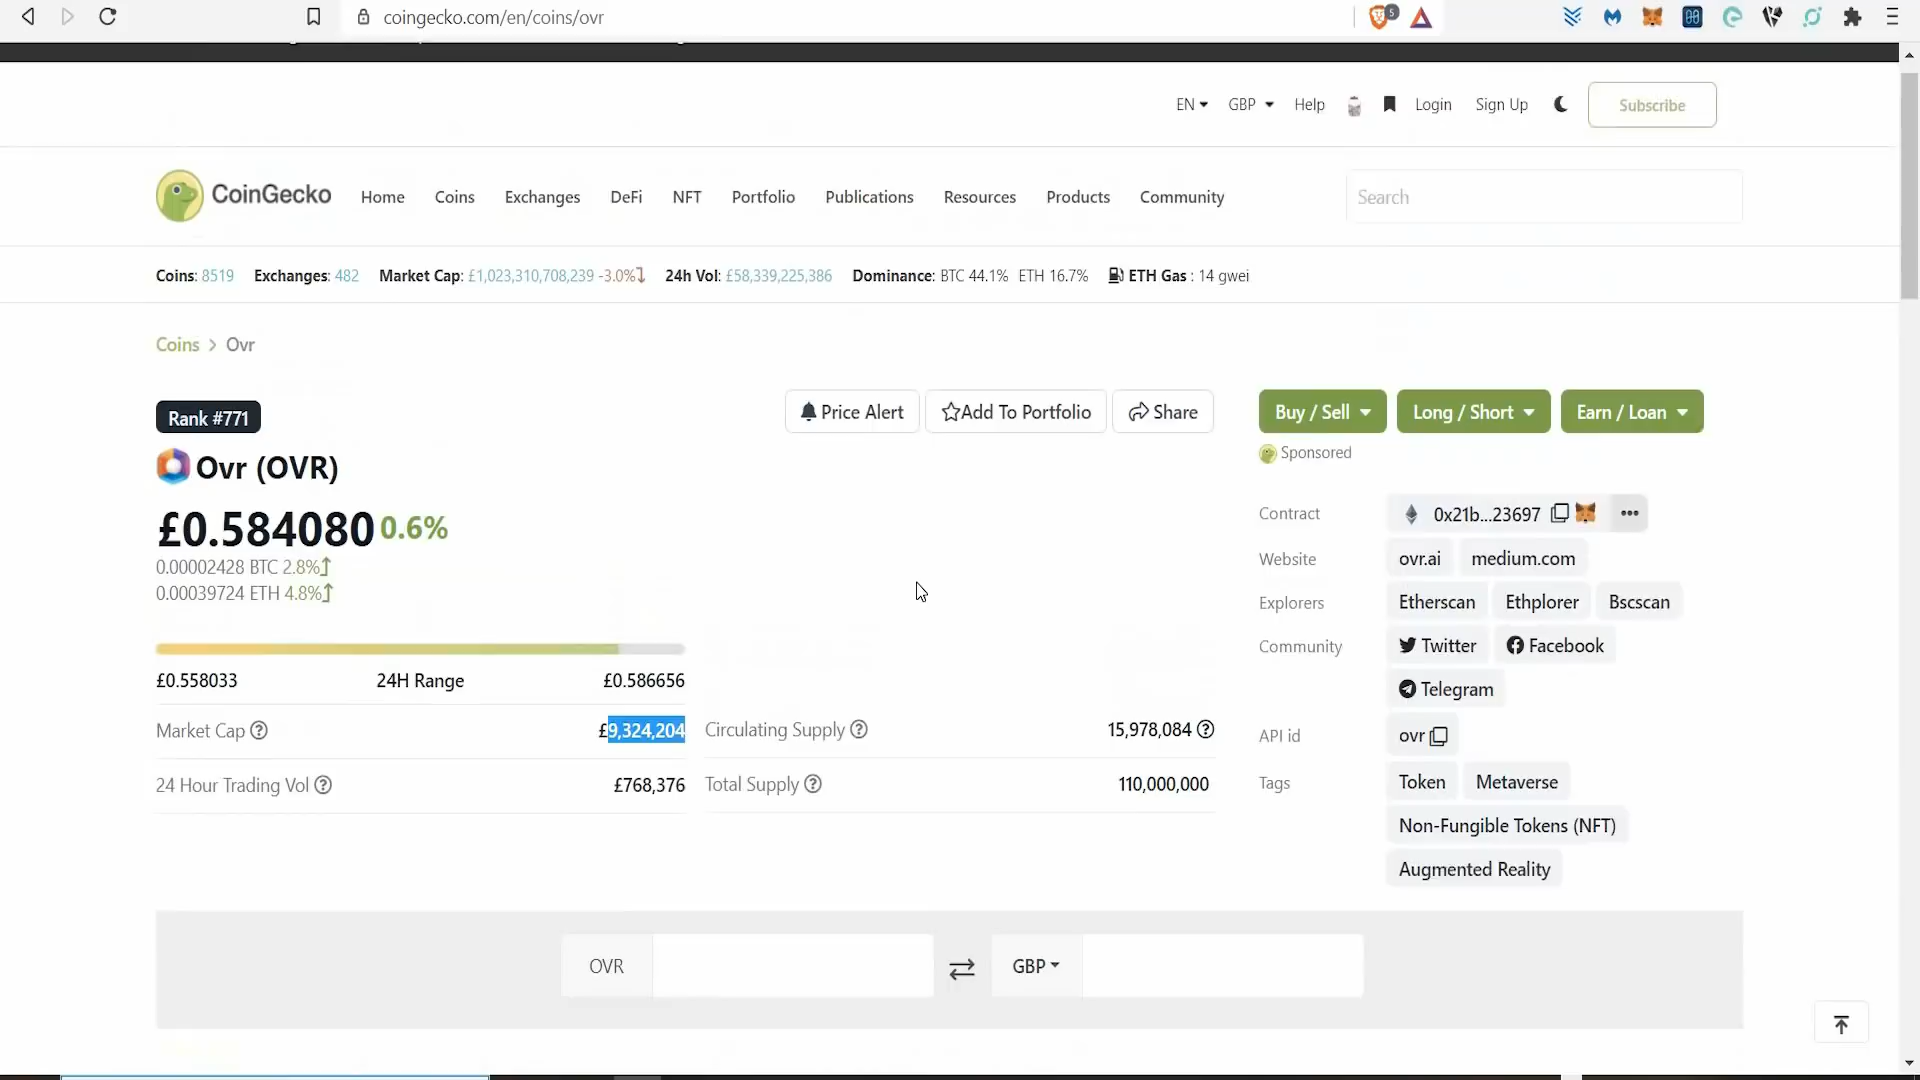 coingecko.com/en/coins/ovr
5
EN GBP Help Login Sign Up Subscribe
CoinGecko Home Coins Exchanges DeFi NFT Portfolio Publications Resources Products Community Search
Coins: 8519 Exchanges: 482 Market Cap: £1,023,310,708,239 -3.0% 24h Vol: £58,339,225,386 Dominance: BTC 44.1% ETH 16.7% ETH Gas : 14 gwei
Coins > Ovr
Rank #771
Price Alert Add To Portfolio Share
Ovr (OVR)
£0.584080 0.6%
0.00002428 BTC 2.8%
0.00039724 ETH 4.8%
£0.558033 24H Range £0.586656
Market Cap £9,324,204
Circulating Supply 15,978,084
24 Hour Trading Vol £768,376
Total Supply 110,000,000
Buy / Sell Long / Short Earn / Loan
Sponsored
Contract 0x21b...23697
Website ovr.ai medium.com
Explorers Etherscan Ethplorer Bscscan
Community Twitter Facebook
Telegram
API id ovr
Tags Token Metaverse
Non-Fungible Tokens (NFT)
Augmented Reality
OVR GBP